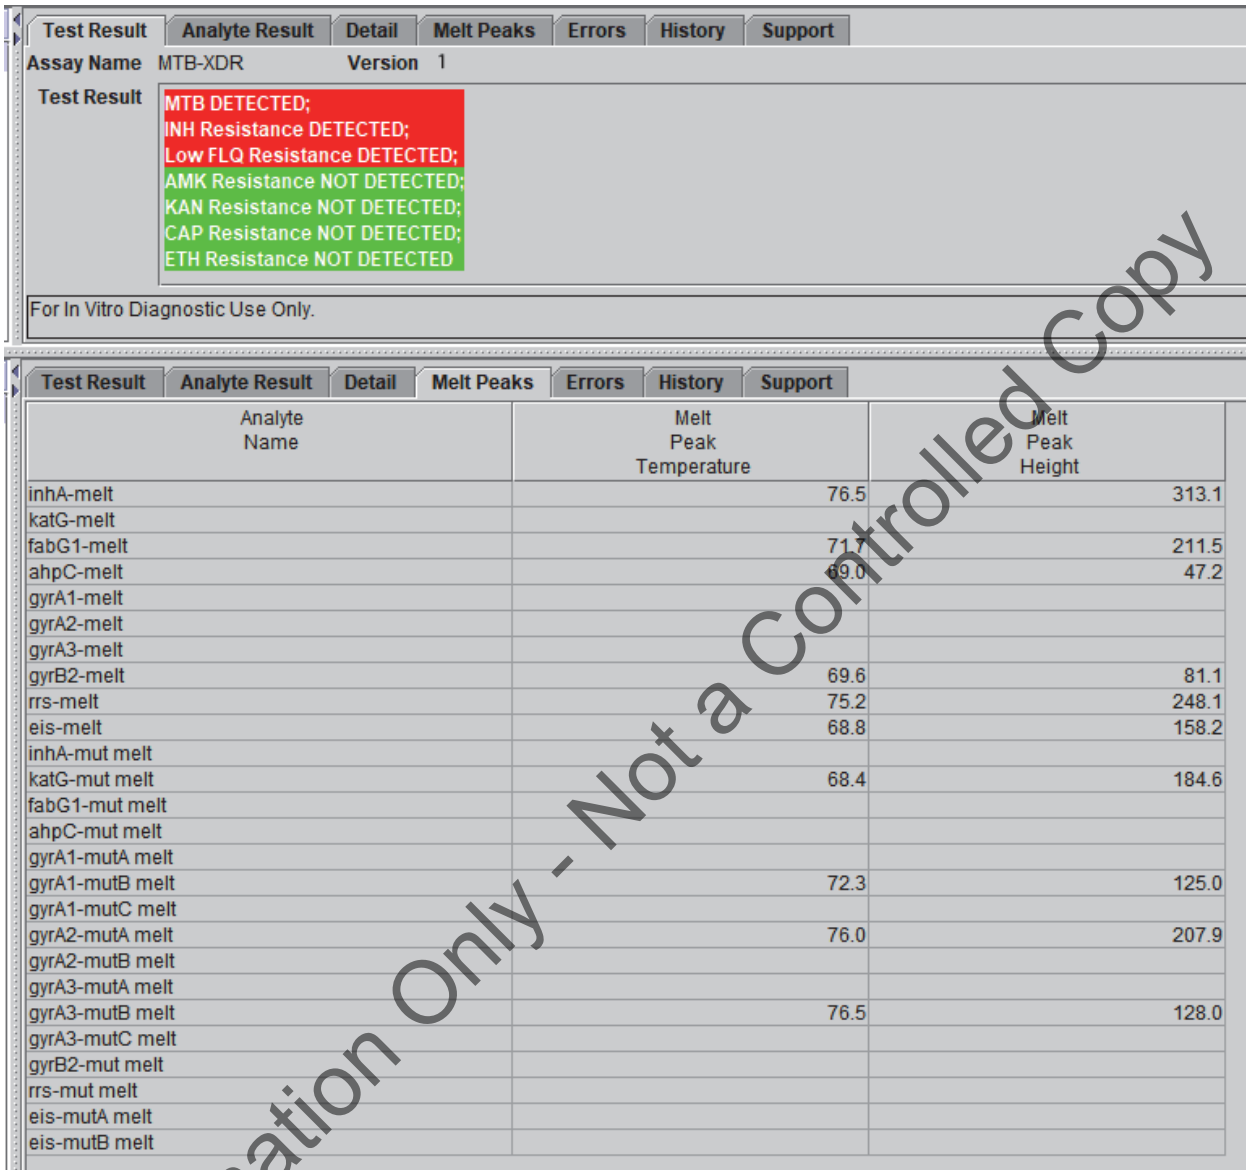 Test Result Analyte Result Detail Melt Peaks Errors History Support
Assay Name MTB-XDR Version 1
Test Result
MTB DETECTED;
INH Resistance DETECTED;
Low FLQ Resistance DETECTED;
AMK Resistance NOT DETECTED;
KAN Resistance NOT DETECTED;
CAP Resistance NOT DETECTED;
ETH Resistance NOT DETECTED
For In Vitro Diagnostic Use Only.
Test Result Analyte Result Detail Melt Peaks Errors History Support
Analyte Name
Melt Peak Temperature
Melt Peak Height
inhA-melt 76.5 313.1
katG-melt
fabG1-melt 71.7 211.5
ahpC-melt 69.0 47.2
gyrA1-melt
gyrA2-melt
gyrA3-melt
gyrB2-melt 69.6 81.1
rrs-melt 75.2 248.1
eis-melt 68.8 158.2
inhA-mut melt
katG-mut melt 68.4 184.6
fabG1-mut melt
ahpC-mut melt
gyrA1-mutA melt
gyrA1-mutB melt 72.3 125.0
gyrA1-mutC melt
gyrA2-mutA melt 76.0 207.9
gyrA2-mutB melt
gyrA3-mutA melt
gyrA3-mutB melt 76.5 128.0
gyrA3-mutC melt
gyrB2-mut melt
rrs-mut melt
eis-mutA melt
eis-mutB melt
Only - Not a Controlled Copy